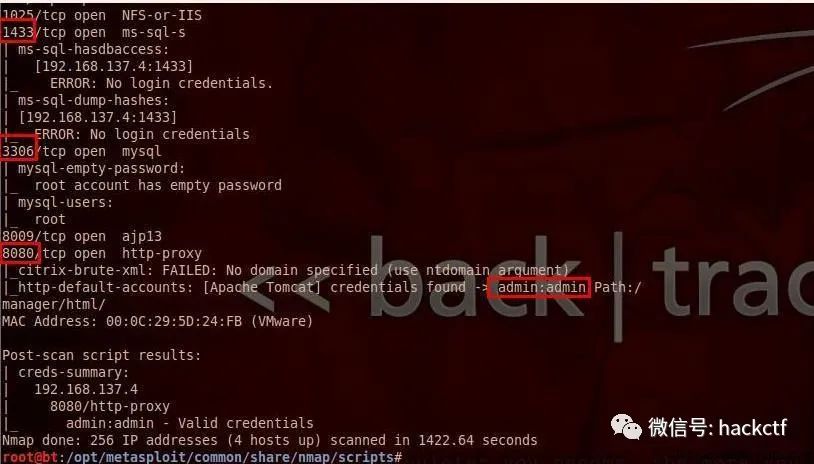 1025/tcp open  NFS-or-IIS
1433/tcp open  ms-sql-s
| ms-sql-hasdbaccess:
|   [192.168.137.4:1433]
|_    ERROR: No login credentials.
| ms-sql-dump-hashes:
| [192.168.137.4:1433]
|_  ERROR: No login credentials
3306/tcp open  mysql
| mysql-empty-password:
|_  root account has empty password
| mysql-users:
|_  root
8009/tcp open  ajp13
8080/tcp open  http-proxy
|_citrix-brute-xml: FAILED: No domain specified (use ntdomain argument)
|_http-default-accounts: [Apache Tomcat] credentials found -> admin:admin Path:/
manager/html/
MAC Address: 00:0C:29:5D:24:FB (VMware)
Post-scan script results:
| creds-summary:
|   192.168.137.4
|     8080/http-proxy
|_      admin:admin - Valid credentials
Nmap done: 256 IP addresses (4 hosts up) scanned in 1422.64 seconds
root@bt:/opt/metasploit/common/share/nmap/scripts#
<< back | trac
微信号: hackctf